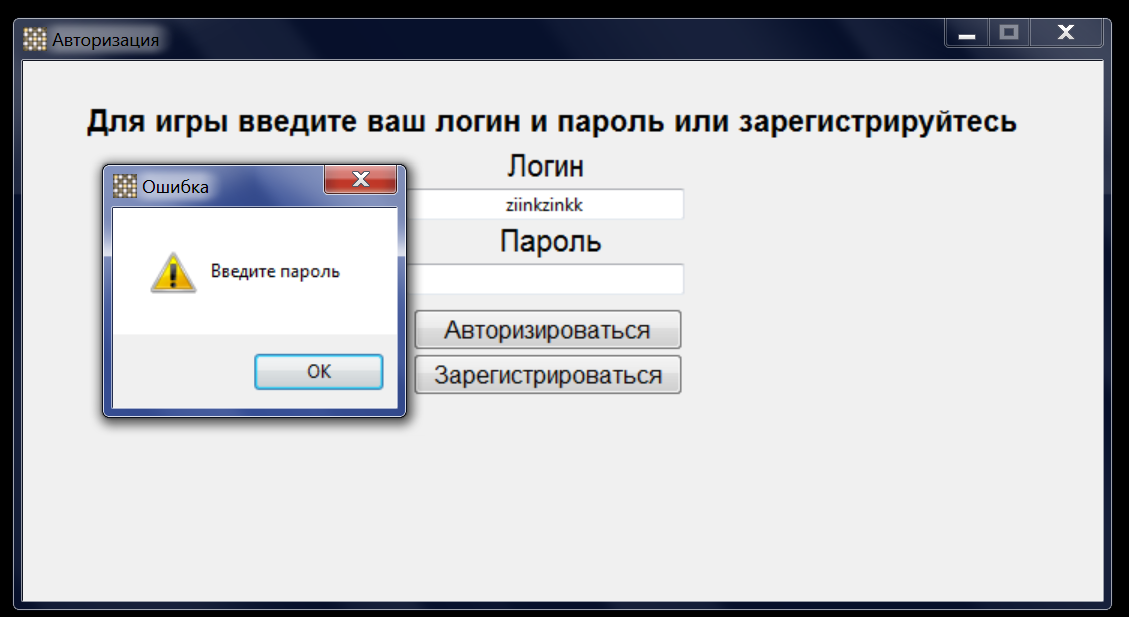 Авторизация
Для игры введите ваш логин и пароль или зарегистрируйтесь
Логин
ziinkzinkk
Пароль
Авторизироваться
Зарегистрироваться
Ошибка
Введите пароль
OK